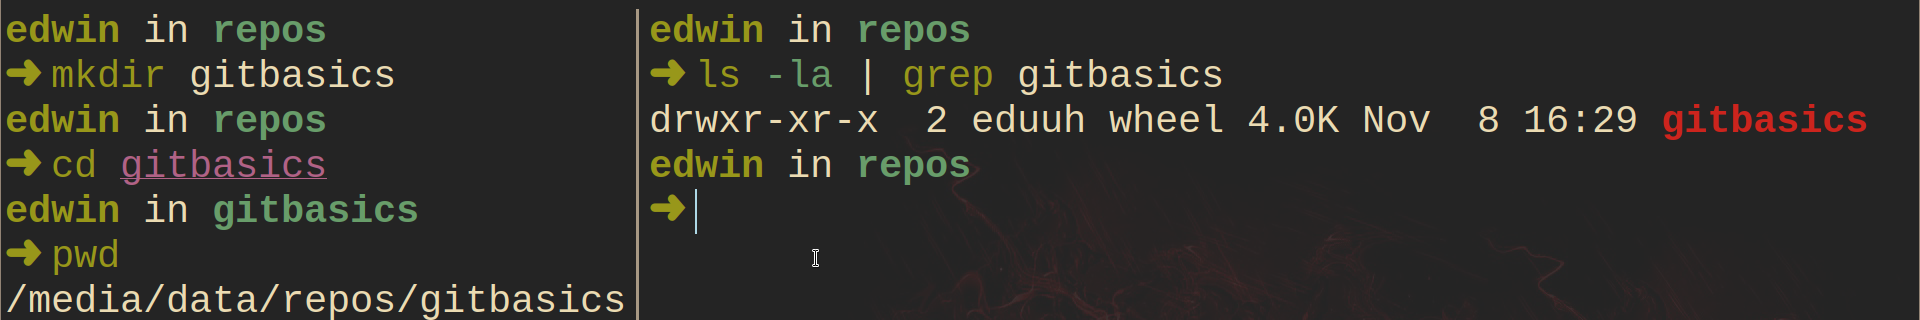 edwin in repos
➜ mkdir gitbasics
edwin in repos
➜ cd gitbasics
edwin in gitbasics
➜ pwd
/media/data/repos/gitbasics
edwin in repos
➜ ls -la | grep gitbasics
drwxr-xr-x  2 eduuh wheel 4.0K Nov  8 16:29 gitbasics
edwin in repos
➜